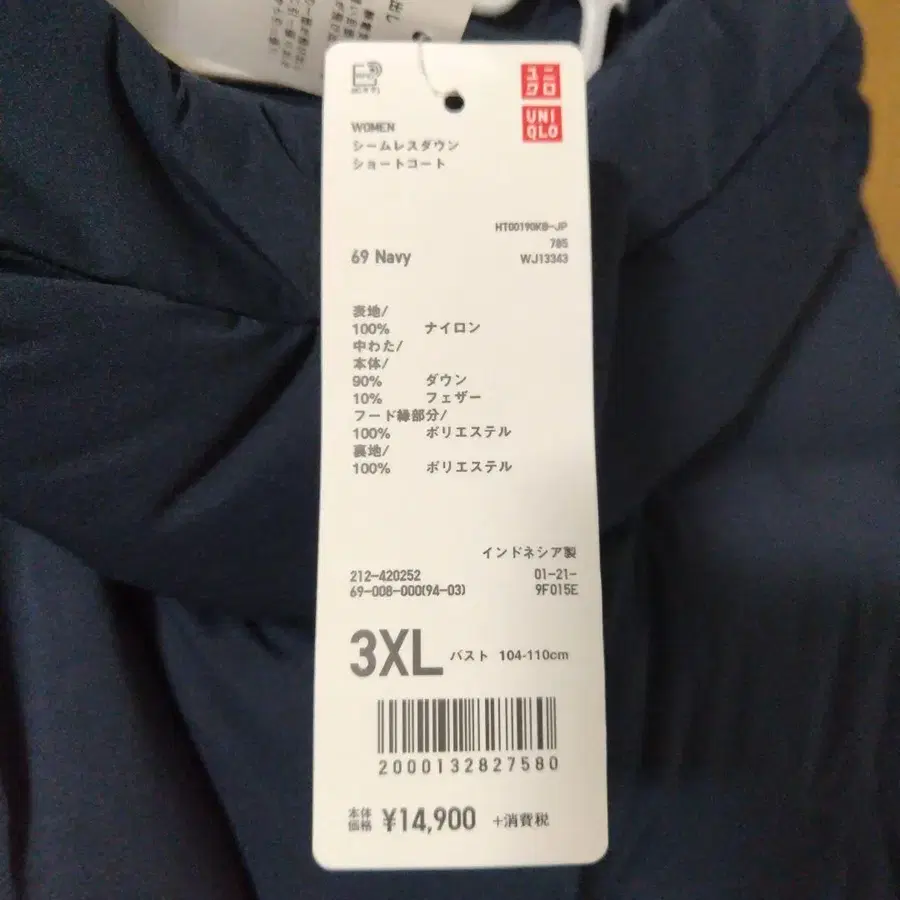 ユニ
クロ
UNI
QLO
WOMEN
シームレスダウン
ショートコート
HT00190KB-JP
785
69 Navy
WJ13343
表地/
100% ナイロン
中わた/
本体/
90% ダウン
10% フェザー
フード縁部分/
100% ポリエステル
裏地/
100% ポリエステル
インドネシア製
212-420252 01-21-
69-008-000(94-03) 9F015E
3XL バスト 104-110cm
2000132827580
本体
価格 ¥14,900 +消費税